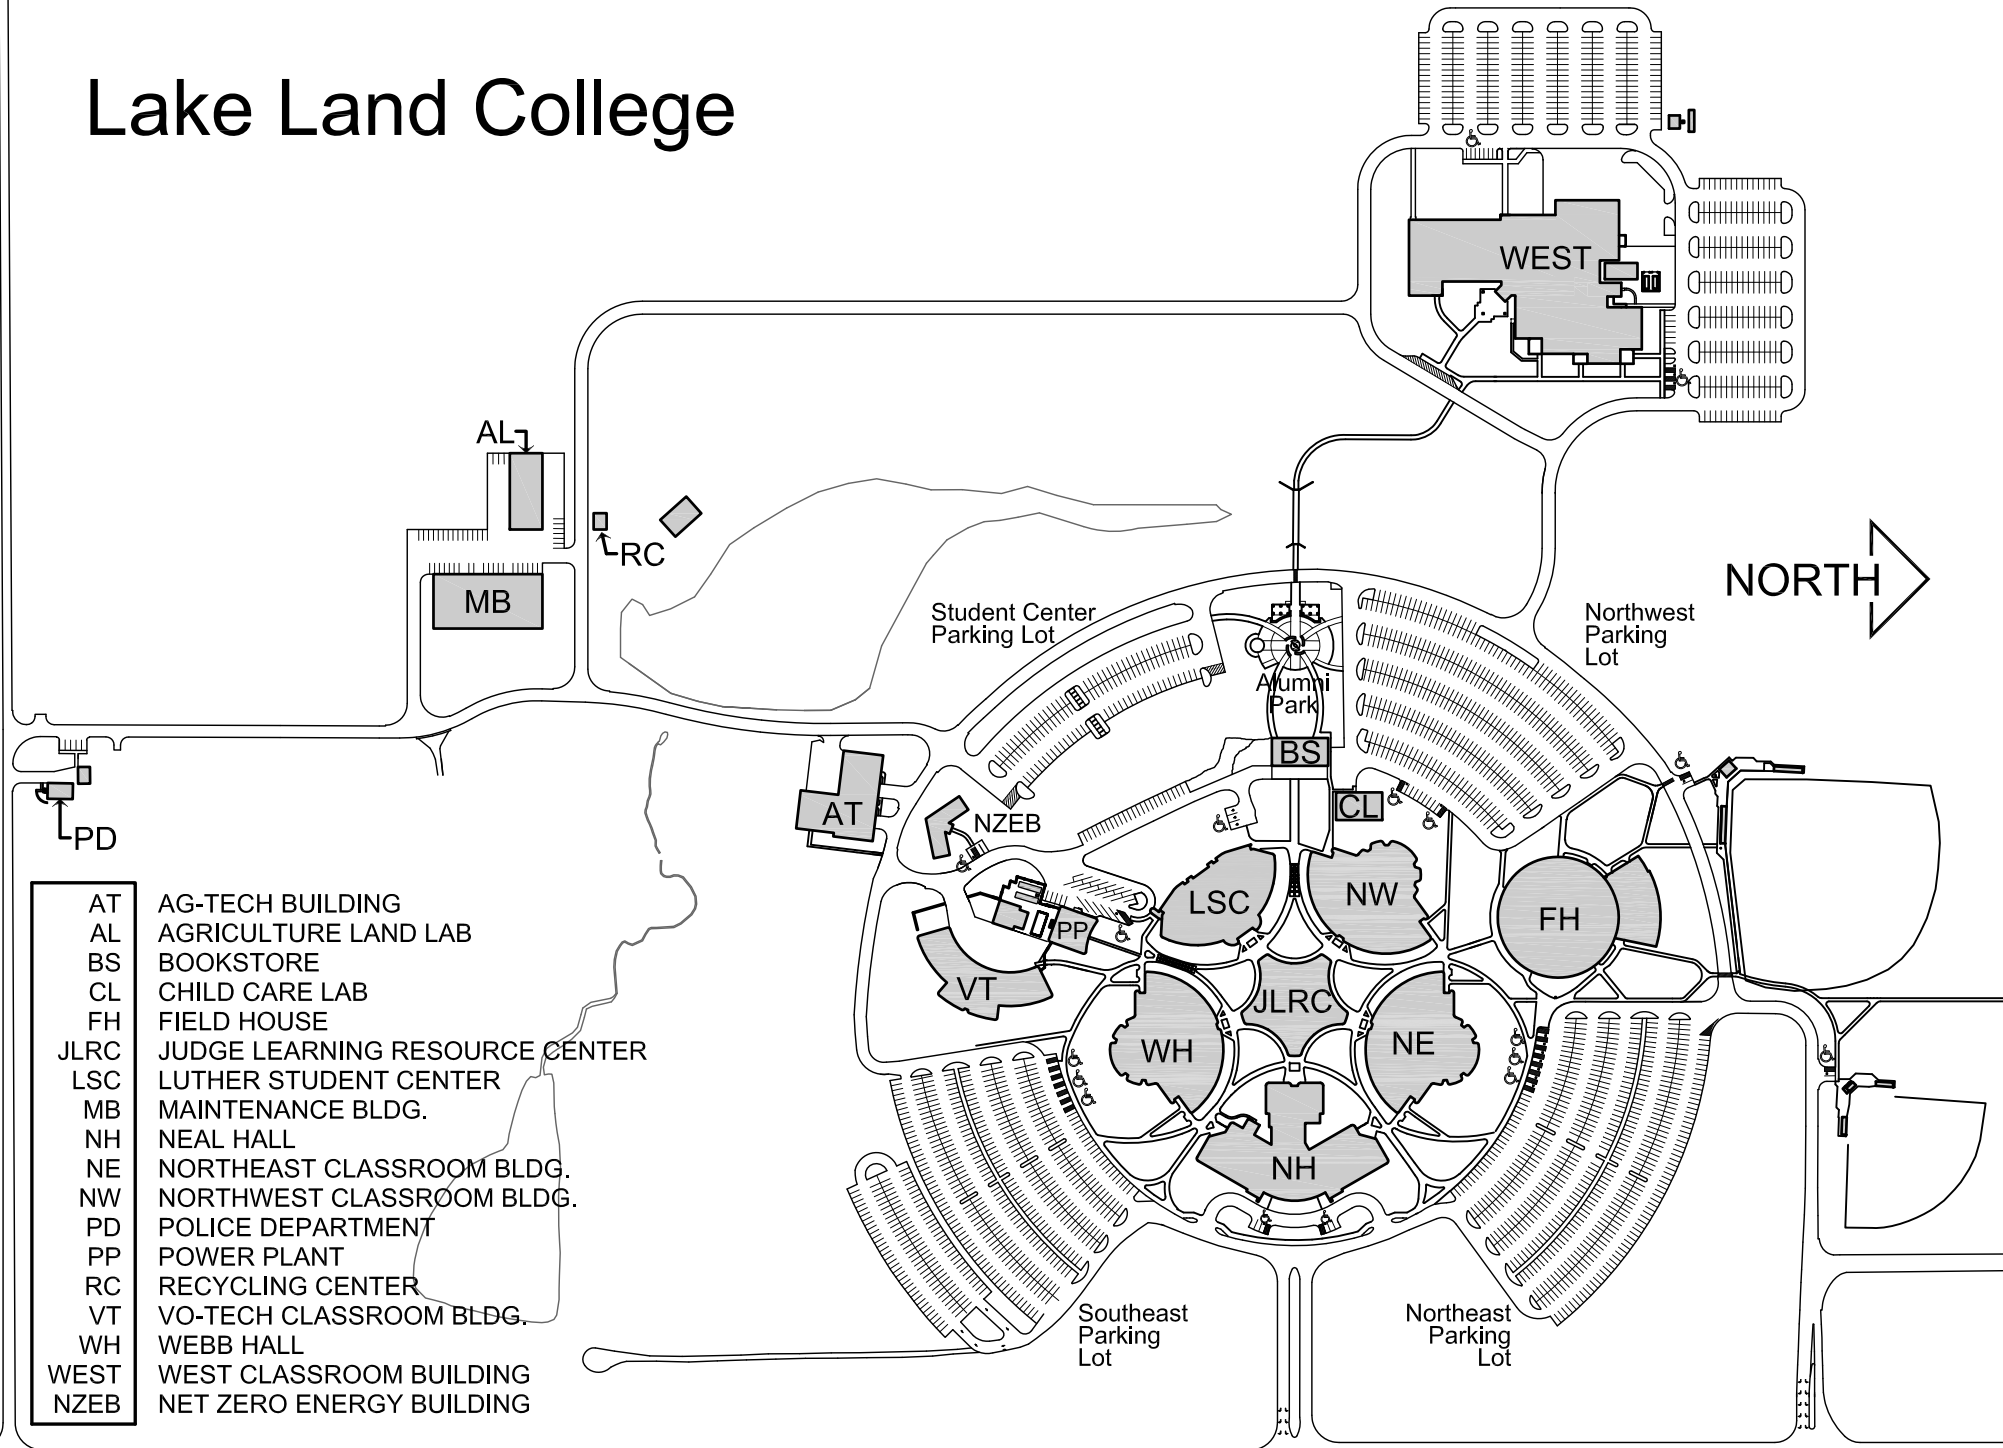 Lake Land College
WEST
AL
RC
MB
NORTH
Student Center
Parking Lot
Northwest
Parking
Lot
Alumni
Park
BS
PD
AT
NZEB
CL
LSC
NW
FH
PP
VT
JLRC
WH
NE
NH
AT AG-TECH BUILDING
AL AGRICULTURE LAND LAB
BS BOOKSTORE
CL CHILD CARE LAB
FH FIELD HOUSE
JLRC JUDGE LEARNING RESOURCE CENTER
LSC LUTHER STUDENT CENTER
MB MAINTENANCE BLDG.
NH NEAL HALL
NE NORTHEAST CLASSROOM BLDG.
NW NORTHWEST CLASSROOM BLDG.
PD POLICE DEPARTMENT
PP POWER PLANT
RC RECYCLING CENTER
VT VO-TECH CLASSROOM BLDG.
WH WEBB HALL
WEST WEST CLASSROOM BUILDING
NZEB NET ZERO ENERGY BUILDING
Southeast
Parking
Lot
Northeast
Parking
Lot